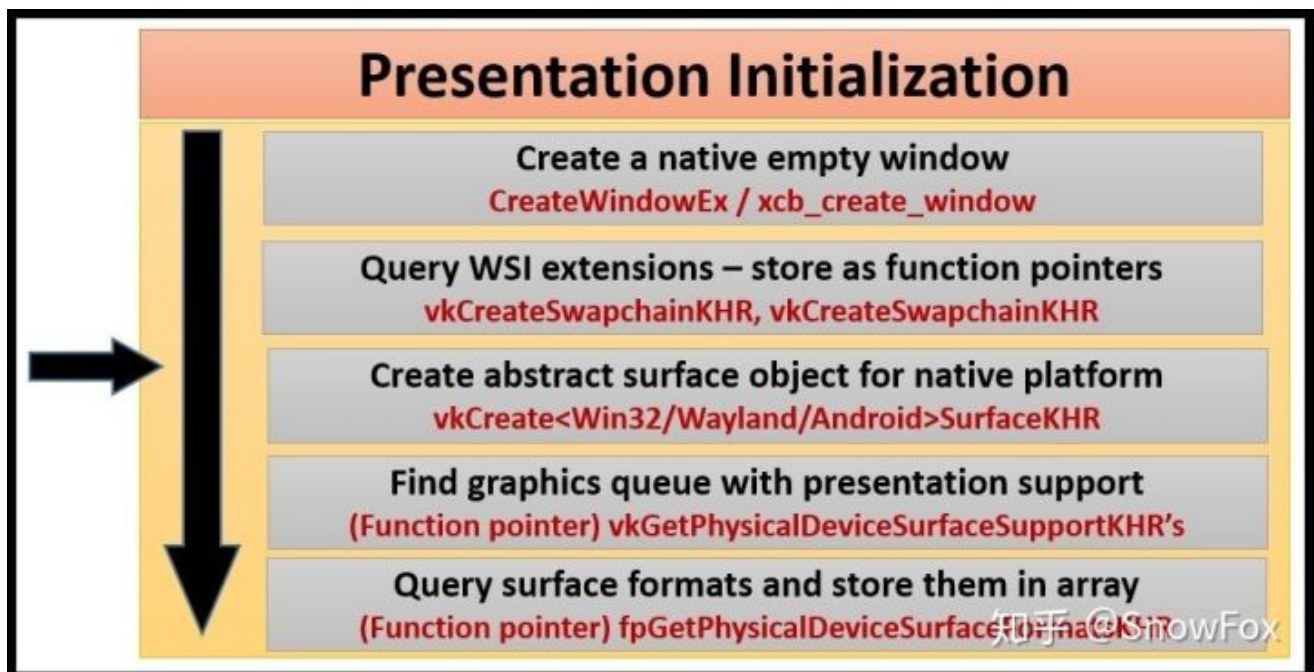 Presentation Initialization
Create a native empty window
CreateWindowEx / xcb_create_window
Query WSI extensions – store as function pointers
vkCreateSwapchainKHR, vkCreateSwapchainKHR
Create abstract surface object for native platform
vkCreate<Win32/Wayland/Android>SurfaceKHR
Find graphics queue with presentation support
(Function pointer) vkGetPhysicalDeviceSurfaceSupportKHR’s
Query surface formats and store them in array
(Function pointer)
知乎 @SnowFox